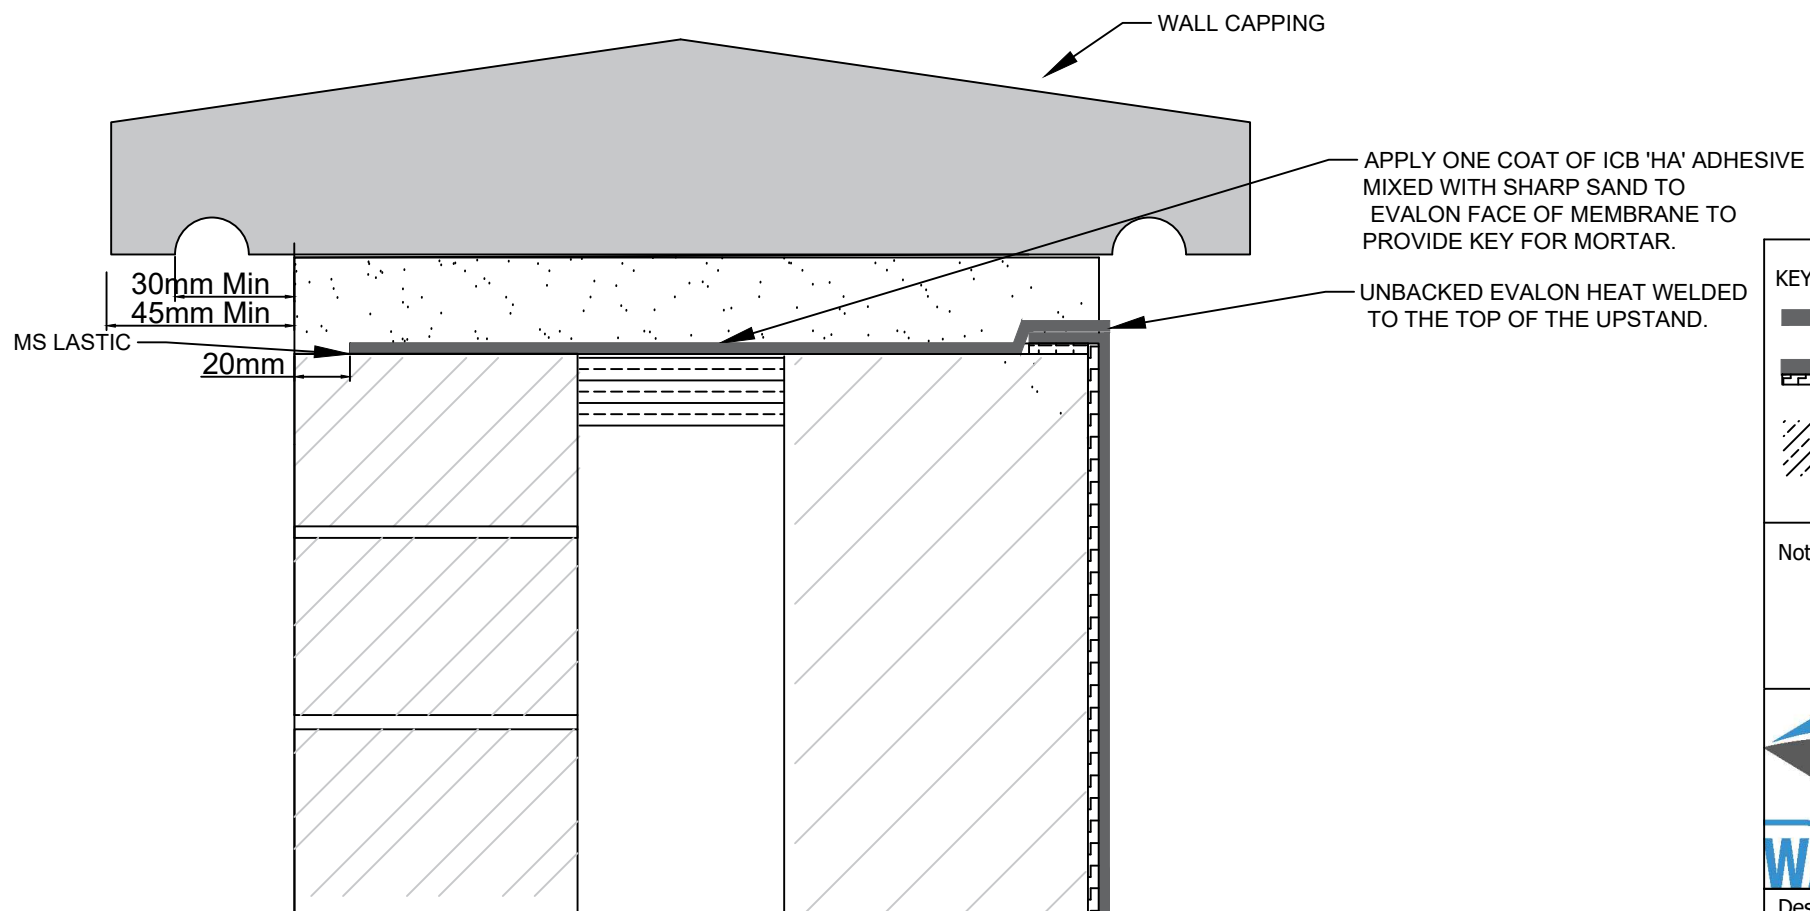 WALL CAPPING
APPLY ONE COAT OF ICB 'HA' ADHESIVE
MIXED WITH SHARP SAND TO
EVALON FACE OF MEMBRANE TO
PROVIDE KEY FOR MORTAR.
UNBACKED EVALON HEAT WELDED
TO THE TOP OF THE UPSTAND.
30mm Min
45mm Min
MS LASTIC
20mm
KEY